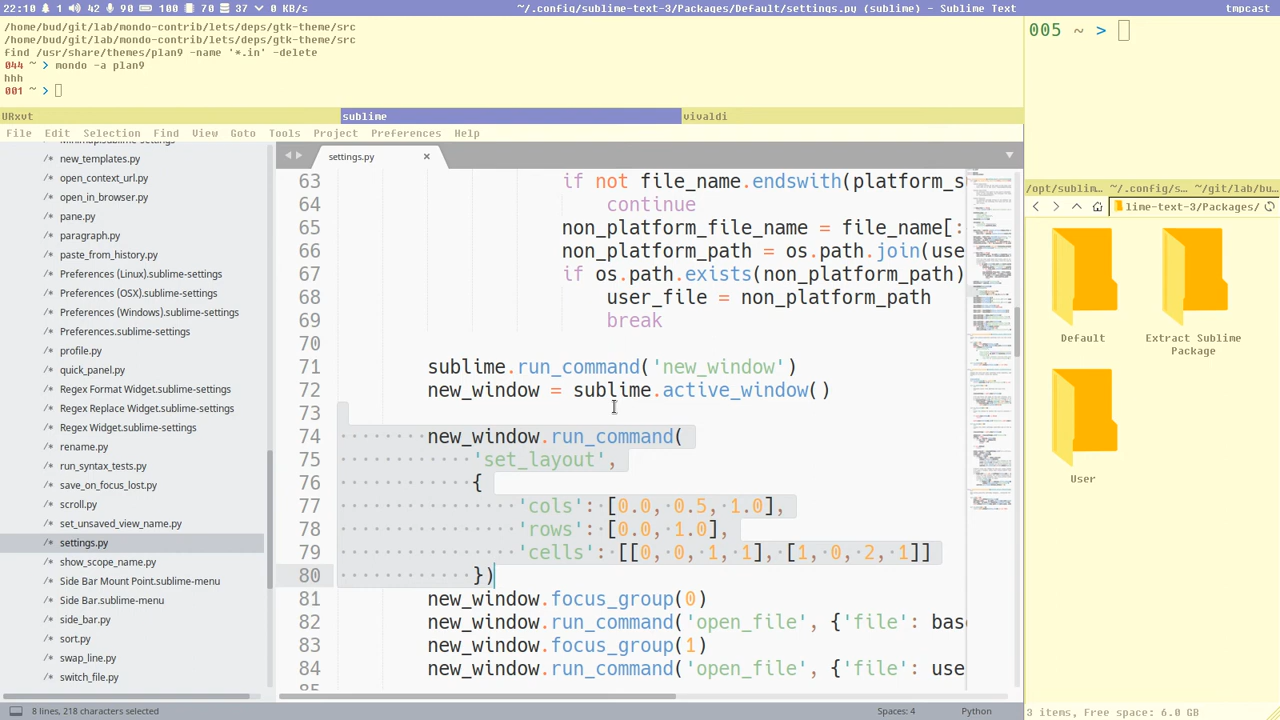 22:10 1 42 90 100 70 37 0 KB/s
~/.config/sublime-text-3/Packages/Default/settings.py (sublime) - Sublime Text
tmpcast
/home/bud/git/lab/mondo-contrib/lets/deps/gtk-theme/src
/home/bud/git/lab/mondo-contrib/lets/deps/gtk-theme/src
find /usr/share/themes/plan9 -name '*.in' -delete
044 ~ > mondo -a plan9
hhh
001 ~ >
005 ~ >
URxvt sublime vivaldi
File Edit Selection Find View Goto Tools Project Preferences Help
Minimap.sublime-settings
/* new_templates.py
/* open_context_url.py
/* open_in_browser.py
/* pane.py
/* paragraph.py
/* paste_from_history.py
/* Preferences (Linux).sublime-settings
/* Preferences (OSX).sublime-settings
/* Preferences (Windows).sublime-settings
/* Preferences.sublime-settings
/* profile.py
/* quick_panel.py
/* Regex Format Widget.sublime-settings
/* Regex Replace Widget.sublime-settings
/* Regex Widget.sublime-settings
/* rename.py
/* run_syntax_tests.py
/* save_on_focus_lost.py
/* scroll.py
/* set_unsaved_view_name.py
/* settings.py
/* show_scope_name.py
/* Side Bar Mount Point.sublime-menu
/* Side Bar.sublime-menu
/* side_bar.py
/* sort.py
/* swap_line.py
/* switch_file.py
settings.py
63 if not file_name.endswith(platform_s
64 continue
65 non_platform_file_name = file_name[:
66 non_platform_path = os.path.join(use
67 if os.path.exists(non_platform_path)
68 user_file = non_platform_path
69 break
70
71 sublime.run_command('new_window')
72 new_window = sublime.active_window()
73
74 new_window.run_command(
75 'set_layout',
76 {
77 'cols': [0.0, 0.5, 1.0],
78 'rows': [0.0, 1.0],
79 'cells': [[0, 0, 1, 1], [1, 0, 2, 1]]
80 })
81 new_window.focus_group(0)
82 new_window.run_command('open_file', {'file': bas
83 new_window.focus_group(1)
84 new_window.run_command('open_file', {'file': use
85
/opt/sublim… ~/.config/s… ~/git/lab/bu…
lime-text-3/Packages/
Default
Extract Sublime Package
User
8 lines, 218 characters selected
Spaces: 4
Python
3 items, Free space: 6.0 GB